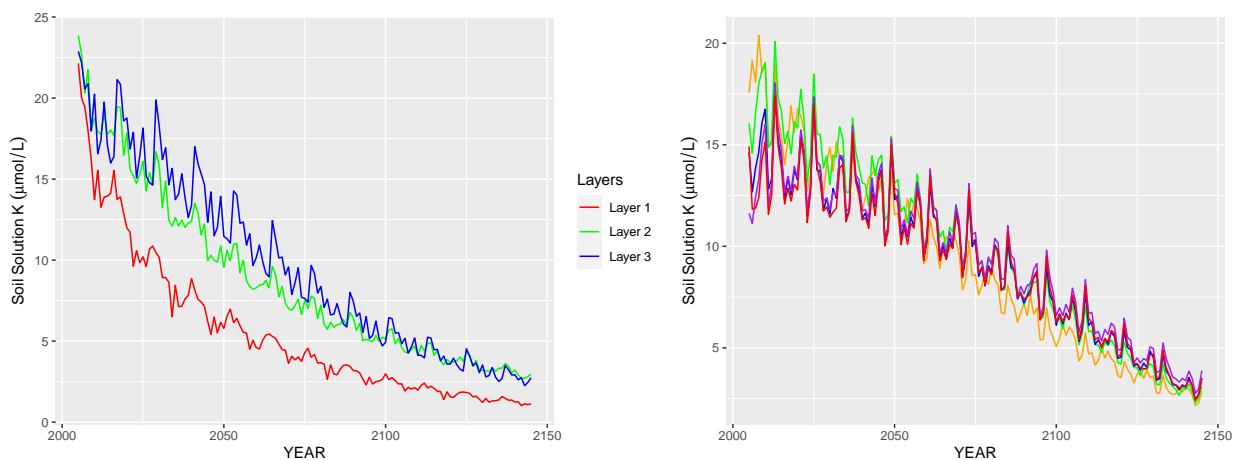 25
20
15
10
5
0
Soil Solution K (μmol/ L)
2000
2050
2100
2150
YEAR
Layers
Layer 1
Layer 2
Layer 3
20
15
10
5
Soil Solution K (μmol/ L)
2000
2050
2100
2150
YEAR